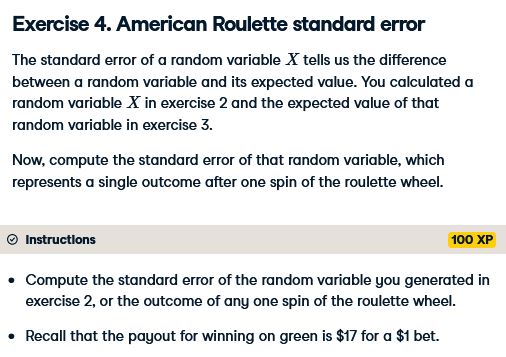 Exercise 4. American Roulette standard error
The standard error of a random variable X tells us the difference
between a random variable and its expected value. You calculated a
random variable X in exercise 2 and the expected value of that
random variable in exercise 3.
Now, compute the standard error of that random variable, which
represents a single outcome after one spin of the roulette wheel.
Instructions
100 XP
• Compute the standard error of the random variable you generated in
exercise 2, or the outcome of any one spin of the roulette wheel.
• Recall that the payout for winning on green is $17 for a $1 bet.